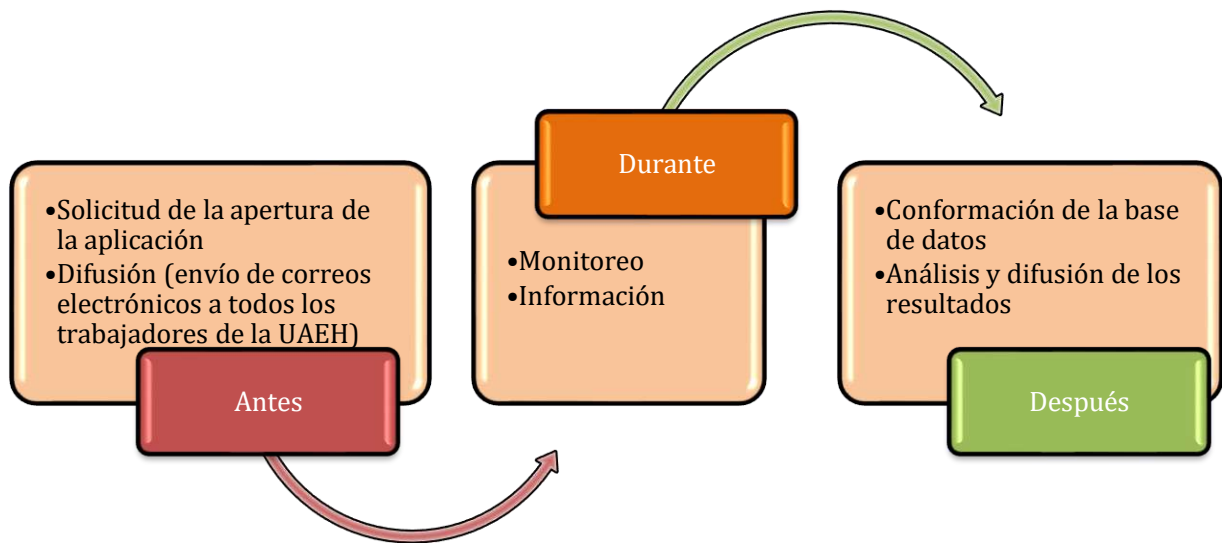 •Solicitud de la apertura de
la aplicación
•Difusión (envío de correos
electrónicos a todos los
trabajadores de la UAEH)
Antes
Durante
•Monitoreo
•Información
•Conformación de la base
de datos
•Análisis y difusión de los
resultados
Después